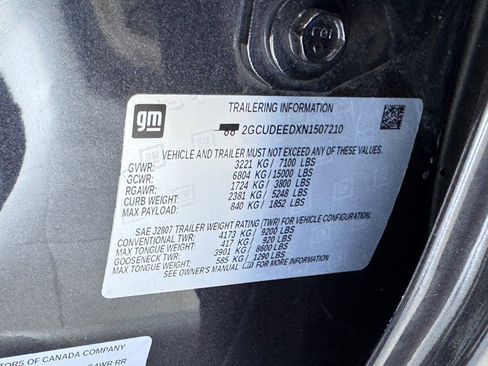 gm
TRAILERING INFORMATION
2GCUDEEDXN1507210
VEHICLE AND TRAILER MUST NOT EXCEED ANY OF THESE WEIGHTS
GVWR: 3221 KG / 7100 LBS
GCWR: 6804 KG / 15000 LBS
RGAWR: 1724 KG / 3800 LBS
CURB WEIGHT: 2381 KG / 5248 LBS
MAX PAYLOAD: 840 KG / 1852 LBS
SAE J2807 TRAILER WEIGHT RATING (TWR) FOR VEHICLE CONFIGURATION.
CONVENTIONAL TWR: 4173 KG / 9200 LBS
MAX TONGUE WEIGHT: 417 KG / 920 LBS
GOOSENECK TWR: 3901 KG / 8600 LBS
MAX TONGUE WEIGHT: 585 KG / 1290 LBS
SEE OWNER'S MANUAL FOR MORE INFORMATION
TORS OF CANADA COMPANY
GAWR RR